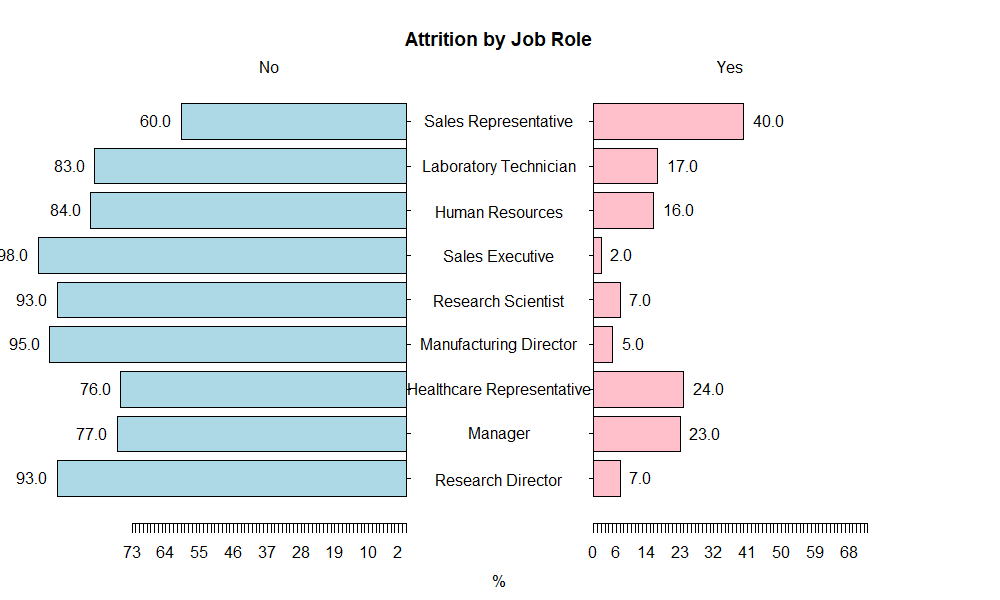 Attrition by Job Role
No Yes
60.0 Sales Representative 40.0
83.0 Laboratory Technician 17.0
84.0 Human Resources 16.0
98.0 Sales Executive 2.0
93.0 Research Scientist 7.0
95.0 Manufacturing Director 5.0
76.0 Healthcare Representative 24.0
77.0 Manager 23.0
93.0 Research Director 7.0
73 64 55 46 37 28 19 10 2 0 6 14 23 32 41 50 59 68
%